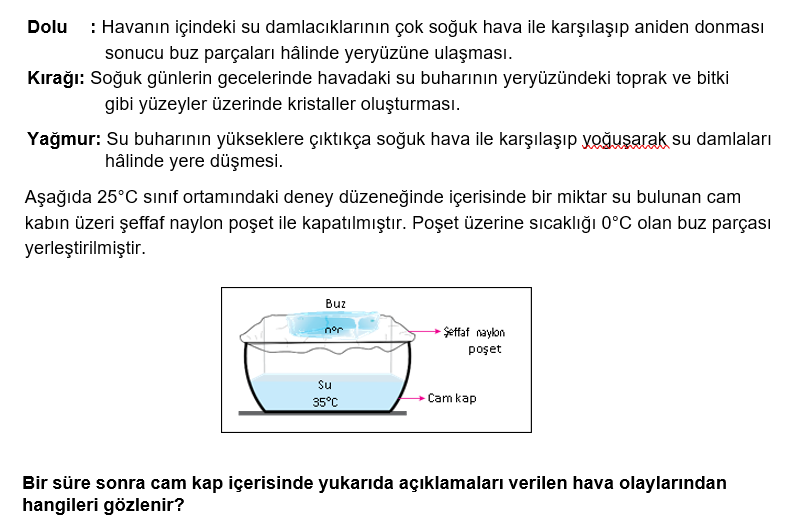 Dolu : Havanın içindeki su damlacıklarının çok soğuk hava ile karşılaşıp aniden donması
sonucu buz parçaları hâlinde yeryüzüne ulaşması.
Kırağı: Soğuk günlerin gecelerinde havadaki su buharının yeryüzündeki toprak ve bitki
gibi yüzeyler üzerinde kristaller oluşturması.
Yağmur: Su buharının yükseklere çıktıkça soğuk hava ile karşılaşıp yoğuşarak su damlaları
hâlinde yere düşmesi.
Aşağıda 25°C sınıf ortamındaki deney düzeneğinde içerisinde bir miktar su bulunan cam
kabın üzeri şeffaf naylon poşet ile kapatılmıştır. Poşet üzerine sıcaklığı 0°C olan buz parçası
yerleştirilmiştir.
Buz
0°C
Şeffaf naylon
poşet
Su
35°C
Cam kap
Bir süre sonra cam kap içerisinde yukarıda açıklamaları verilen hava olaylarından
hangileri gözlenir?